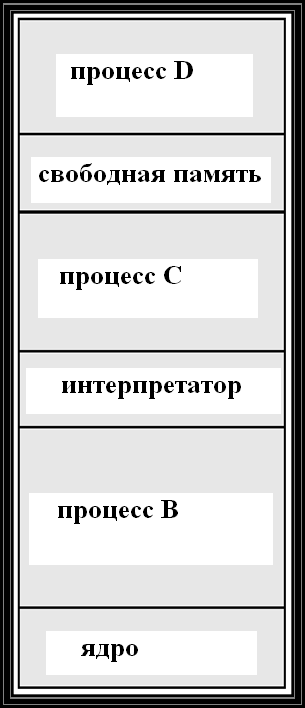 процесс D
свободная память
процесс C
интерпретатор
процесс B
ядро